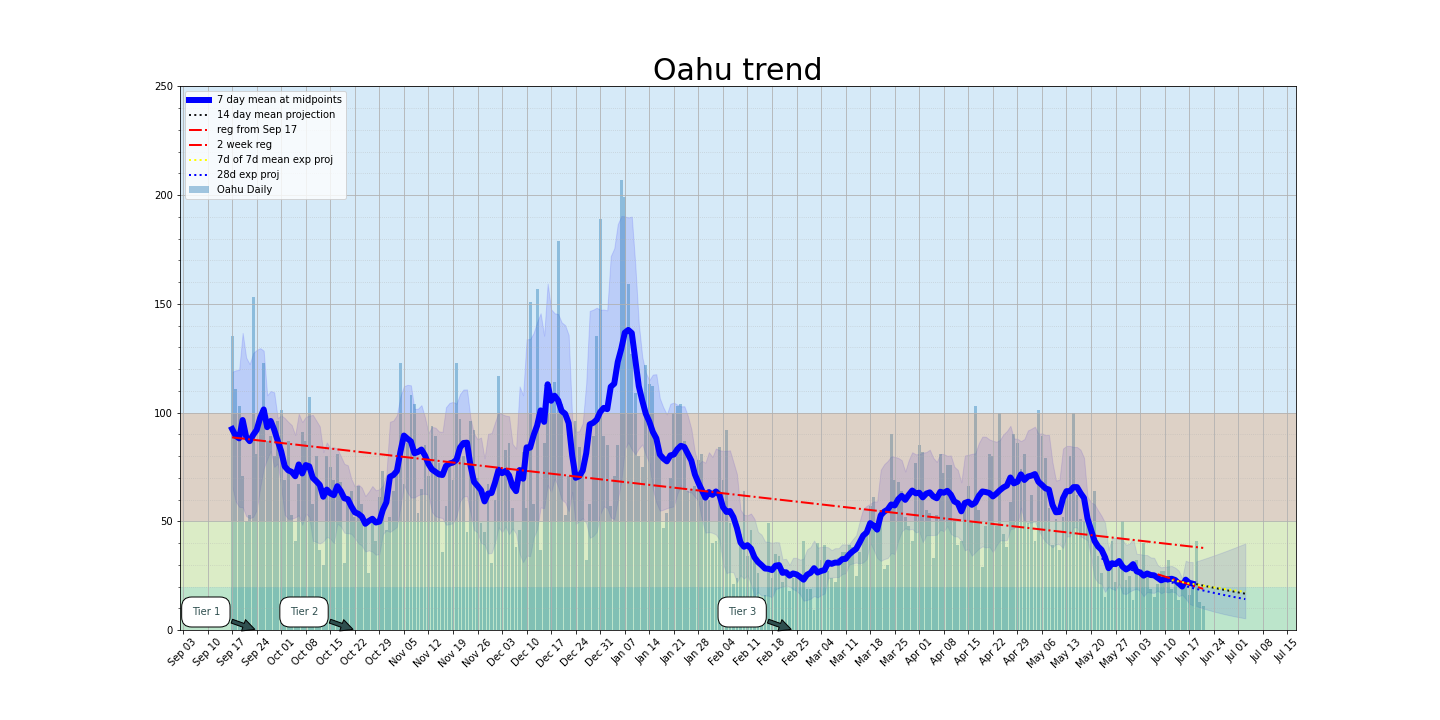 Oahu trend
250
200
150
100
50
0
7 day mean at midpoints
14 day mean projection
reg from Sep 17
2 week reg
7d of 7d mean exp proj
28d exp proj
Oahu Daily
Tier 1
Tier 2
Tier 3
Sep 03
Sep 10
Sep 17
Sep 24
Oct 01
Oct 08
Oct 15
Oct 22
Oct 29
Nov 05
Nov 12
Nov 19
Nov 26
Dec 03
Dec 10
Dec 17
Dec 24
Dec 31
Jan 07
Jan 14
Jan 21
Jan 28
Feb 04
Feb 11
Feb 18
Feb 25
Mar 04
Mar 11
Mar 18
Mar 25
Apr 01
Apr 08
Apr 15
Apr 22
Apr 29
May 06
May 13
May 20
May 27
Jun 03
Jun 10
Jun 17
Jun 24
Jul 01
Jul 08
Jul 15